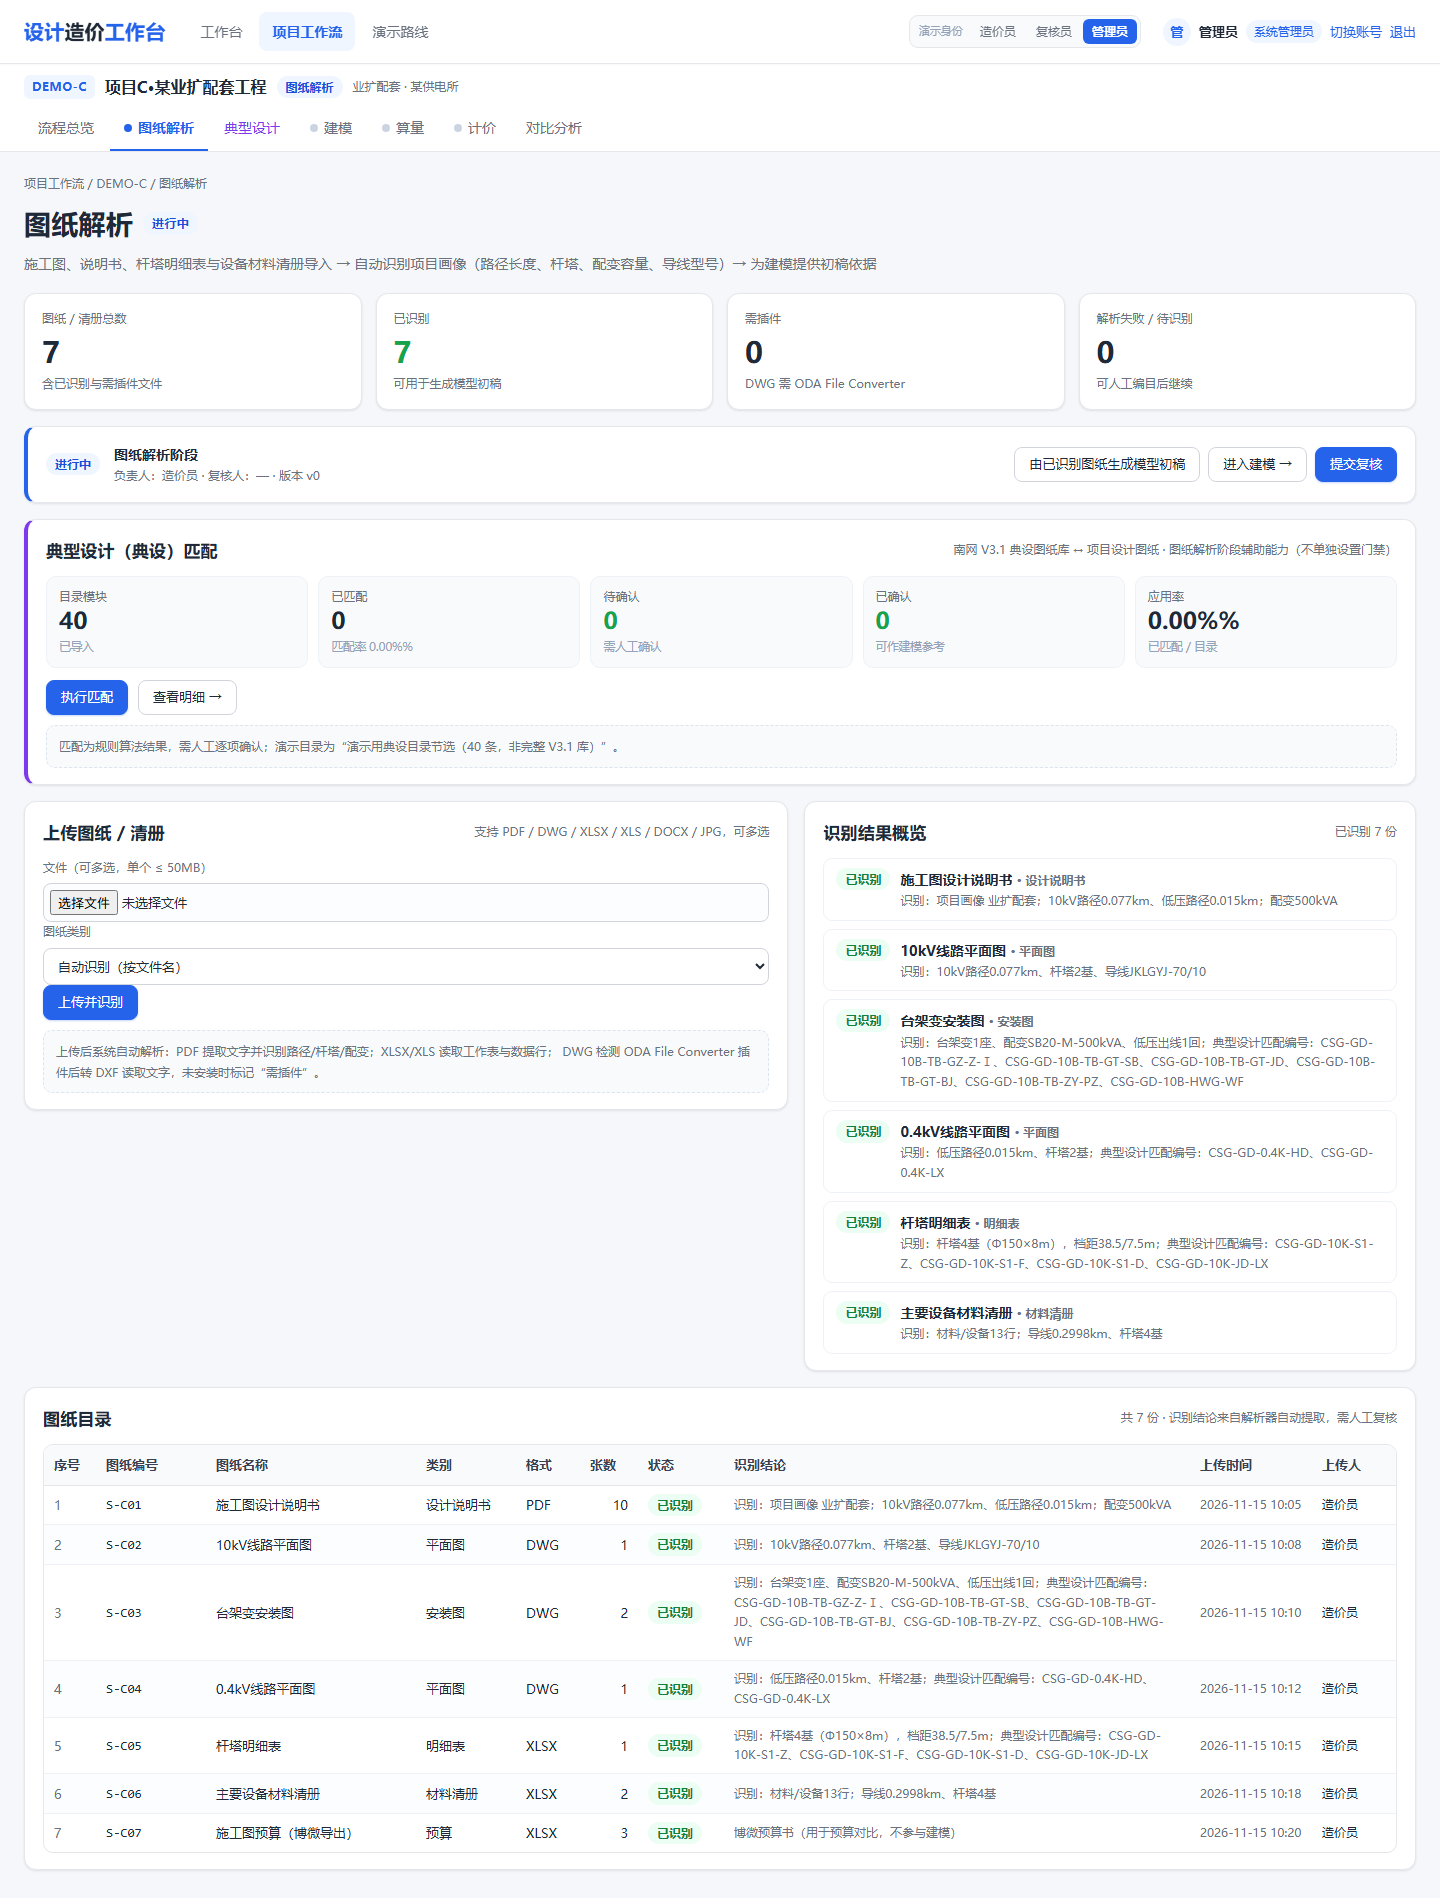 设计造价工作台 工作台 项目工作流 演示路线 演示身份 造价员 复核员 管理员 管 管理员 系统管理员 切换账号 退出
DEMO-C 项目C·某业扩配套工程 图纸解析 业扩配套 · 某供电所
流程总览 图纸解析 典型设计 建模 算量 计价 对比分析
项目工作流 / DEMO-C / 图纸解析
图纸解析 进行中
施工图、说明书、杆塔明细表与设备材料清册导入 → 自动识别项目画像（路径长度、杆塔、配变容量、导线型号）→ 为建模提供初稿依据
图纸 / 清册总数
7
含已识别与需插件文件
已识别
7
可用于生成模型初稿
需插件
0
DWG 需 ODA File Converter
解析失败 / 待识别
0
可人工编目后继续
进行中
图纸解析阶段
负责人：造价员 · 复核人：— · 版本 v0
由已识别图纸生成模型初稿 进入建模 → 提交复核
典型设计（典设）匹配 南网 V3.1 典设图纸库 ↔ 项目设计图纸 · 图纸解析阶段辅助能力（不单独设置门禁）
目录模块
40
已导入
已匹配
0
匹配率 0.00%%
待确认
0
需人工确认
已确认
0
可作建模参考
应用率
0.00%%
已匹配 / 目录
执行匹配 查看明细 →
匹配为规则算法结果，需人工逐项确认；演示目录为“演示用典设目录节选（40 条，非完整 V3.1 库）”。
上传图纸 / 清册 支持 PDF / DWG / XLSX / XLS / DOCX / JPG，可多选
文件（可多选，单个 ≤ 50MB）
选择文件 未选择文件
图纸类别
自动识别（按文件名）
上传并识别
上传后系统自动解析：PDF 提取文字并识别路径/杆塔/配变；XLSX/XLS 读取工作表与数据行； DWG 检测 ODA File Converter 插
件后转 DXF 读取文字，未安装时标记“需插件”。
识别结果概览 已识别 7 份
已识别 施工图设计说明书 · 设计说明书
识别：项目画像 业扩配套；10kV路径0.077km、低压路径0.015km；配变500kVA
已识别 10kV线路平面图 · 平面图
识别：10kV路径0.077km、杆塔2基、导线JKLGYJ-70/10
已识别 台架变安装图 · 安装图
识别：台架变1座、配变SB20-M-500kVA、低压出线1回；典型设计匹配编号：CSG-GD-
10B-TB-GZ-Z-Ⅰ、CSG-GD-10B-TB-GT-SB、CSG-GD-10B-TB-GT-JD、CSG-GD-10B-
TB-GT-BJ、CSG-GD-10B-TB-ZY-PZ、CSG-GD-10B-HWG-WF
已识别 0.4kV线路平面图 · 平面图
识别：低压路径0.015km、杆塔2基；典型设计匹配编号：CSG-GD-0.4K-HD、CSG-GD-
0.4K-LX
已识别 杆塔明细表 · 明细表
识别：杆塔4基（Φ150×8m），档距38.5/7.5m；典型设计匹配编号：CSG-GD-10K-S1-
Z、CSG-GD-10K-S1-F、CSG-GD-10K-S1-D、CSG-GD-10K-JD-LX
已识别 主要设备材料清册 · 材料清册
识别：材料/设备13行；导线0.2998km、杆塔4基
图纸目录 共 7 份 · 识别结论来自解析器自动提取，需人工复核
序号 图纸编号 图纸名称 类别 格式 张数 状态 识别结论 上传时间 上传人
1 S-C01 施工图设计说明书 设计说明书 PDF 10 已识别 识别：项目画像 业扩配套；10kV路径0.077km、低压路径0.015km；配变500kVA 2026-11-15 10:05 造价员
2 S-C02 10kV线路平面图 平面图 DWG 1 已识别 识别：10kV路径0.077km、杆塔2基、导线JKLGYJ-70/10 2026-11-15 10:08 造价员
3 S-C03 台架变安装图 安装图 DWG 2 已识别 识别：台架变1座、配变SB20-M-500kVA、低压出线1回；典型设计匹配编号：
CSG-GD-10B-TB-GZ-Z-Ⅰ、CSG-GD-10B-TB-GT-SB、CSG-GD-10B-TB-GT-
JD、CSG-GD-10B-TB-GT-BJ、CSG-GD-10B-TB-ZY-PZ、CSG-GD-10B-HWG-
WF 2026-11-15 10:10 造价员
4 S-C04 0.4kV线路平面图 平面图 DWG 1 已识别 识别：低压路径0.015km、杆塔2基；典型设计匹配编号：CSG-GD-0.4K-HD、
CSG-GD-0.4K-LX 2026-11-15 10:12 造价员
5 S-C05 杆塔明细表 明细表 XLSX 1 已识别 识别：杆塔4基（Φ150×8m），档距38.5/7.5m；典型设计匹配编号：CSG-GD-
10K-S1-Z、CSG-GD-10K-S1-F、CSG-GD-10K-S1-D、CSG-GD-10K-JD-LX 2026-11-15 10:15 造价员
6 S-C06 主要设备材料清册 材料清册 XLSX 2 已识别 识别：材料/设备13行；导线0.2998km、杆塔4基 2026-11-15 10:18 造价员
7 S-C07 施工图预算（博微导出） 预算 XLSX 3 已识别 博微预算书（用于预算对比，不参与建模） 2026-11-15 10:20 造价员